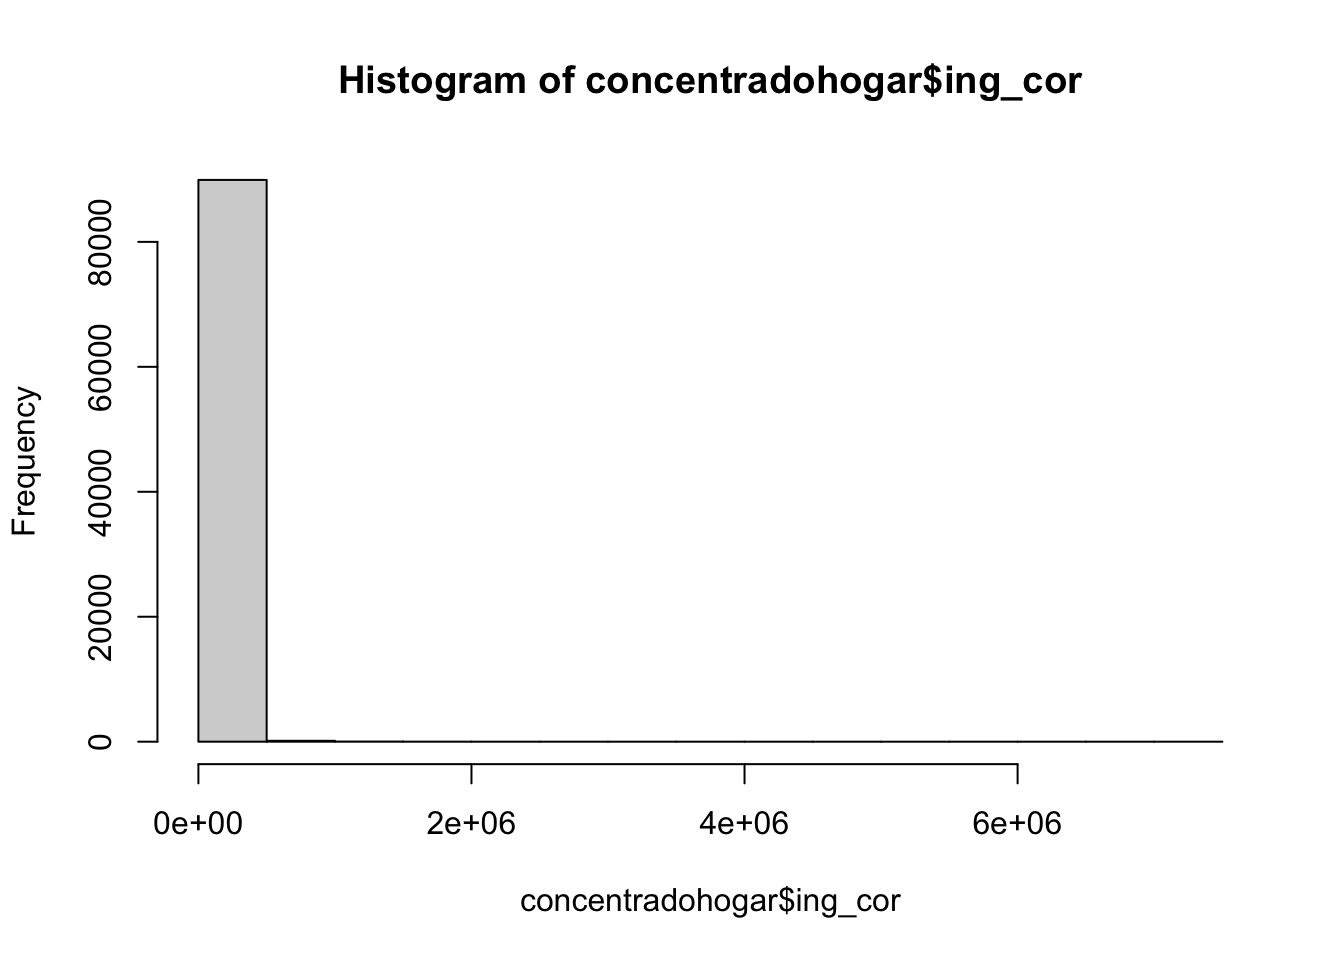 Histogram of concentradohogar$ing_cor
Frequency
80000
60000
40000
20000
0
0e+00 2e+06 4e+06 6e+06
concentradohogar$ing_cor